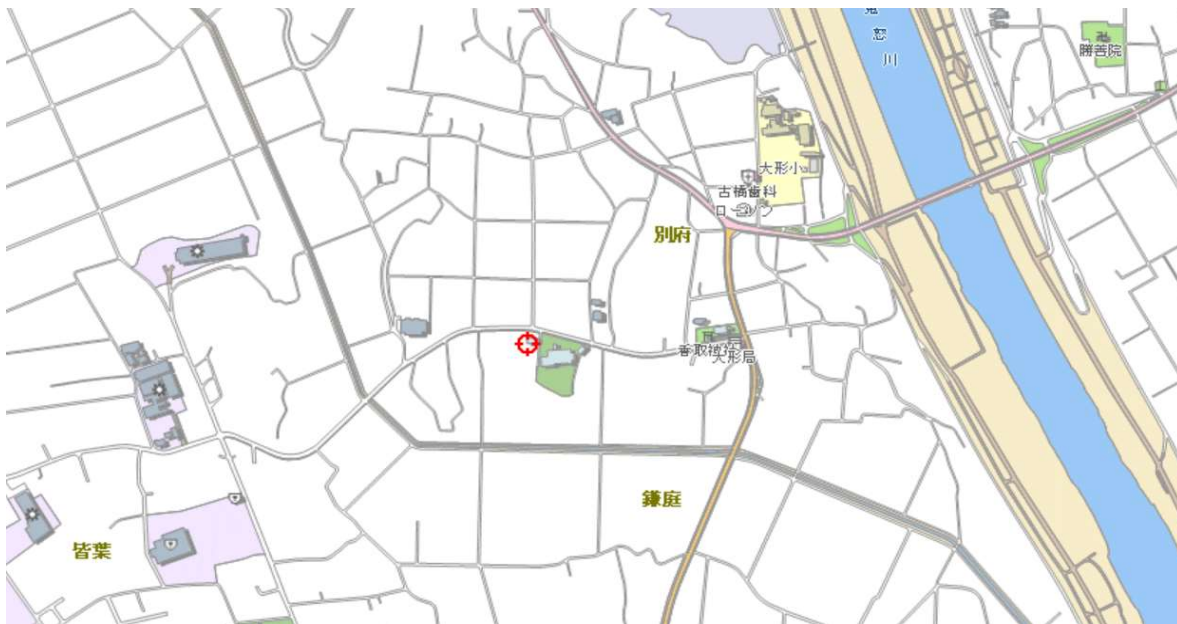 鬼
怒
川
勝善院
大形小
古橋歯科
ローソン
別府
香取神社
大形局
鎌庭
皆葉